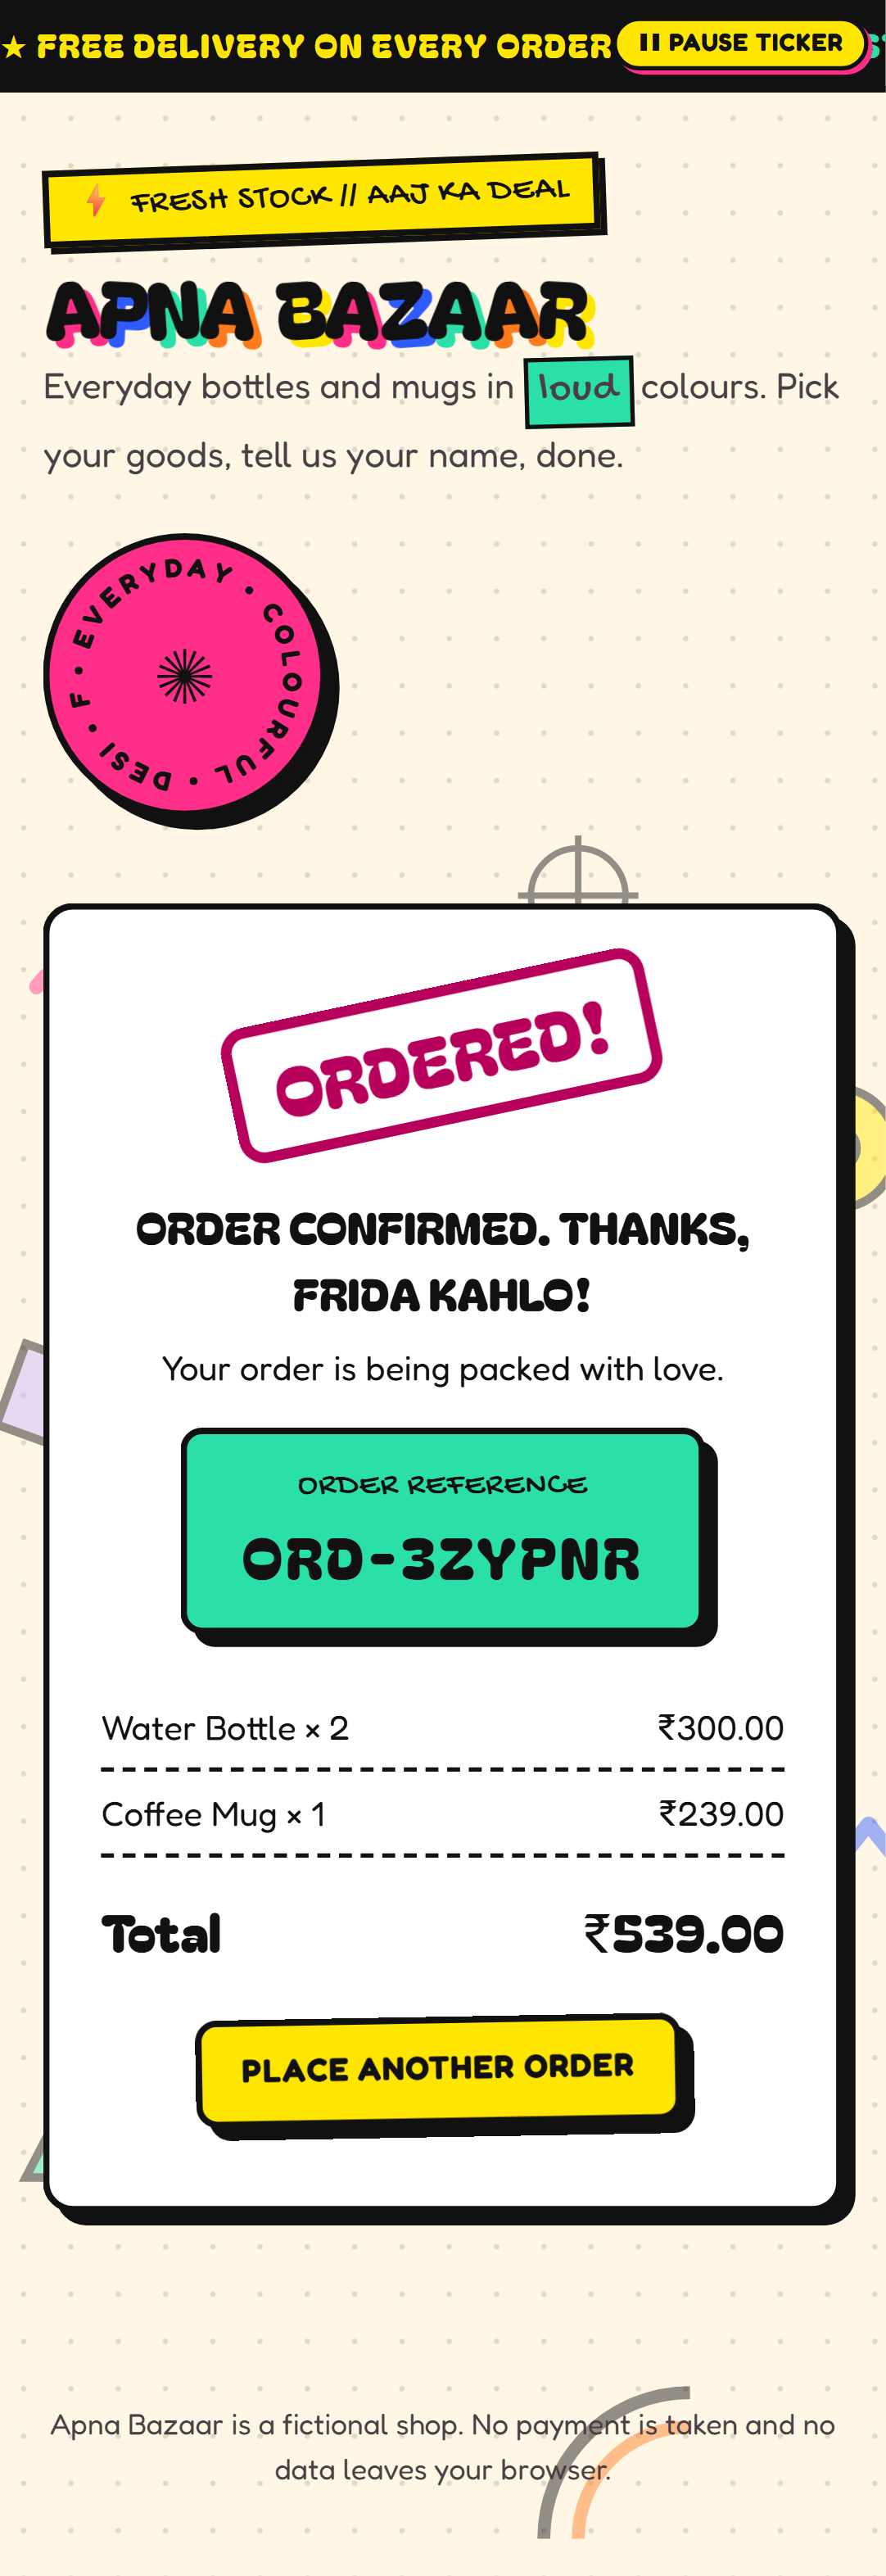 ★ FREE DELIVERY ON EVERY ORDER PAUSE TICKER
FRESH STOCK // AAJ KA DEAL
APNA BAZAAR
Everyday bottles and mugs in loud colours. Pick
your goods, tell us your name, done.
EVERYDAY • COLOURFUL • DESI • F •
ORDERED!
ORDER CONFIRMED. THANKS,
FRIDA KAHLO!
Your order is being packed with love.
ORDER REFERENCE
ORD-3ZYPNR
Water Bottle × 2 ₹300.00
Coffee Mug × 1 ₹239.00
Total ₹539.00
PLACE ANOTHER ORDER
Apna Bazaar is a fictional shop. No payment is taken and no
data leaves your browser.